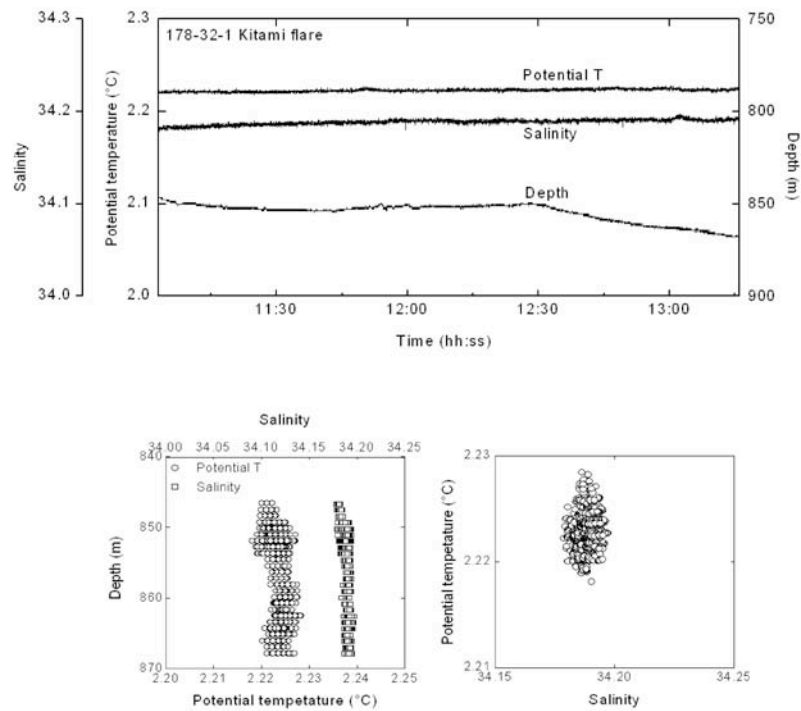 34.3
2.3
750
178-32-1 Kitami flare
Potential T
34.2
2.2
800
Salinity
Salinity
Potential temperature (°C)
Depth (m)
34.1
2.1
Depth
850
34.0
2.0
900
11:30
12:00
12:30
13:00
Time (hh:ss)
Salinity
34.00
34.05
34.10
34.15
34.20
34.25
840
Potential T
Salinity
850
Depth (m)
860
870
2.20
2.21
2.22
2.23
2.24
2.25
Potential tempetature (°C)
2.23
Potential tempetature (°C)
2.22
2.21
34.15
34.20
34.25
Salinity